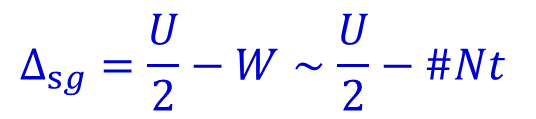 Δ_sg = U/2 − W ~ U/2 − #Nt